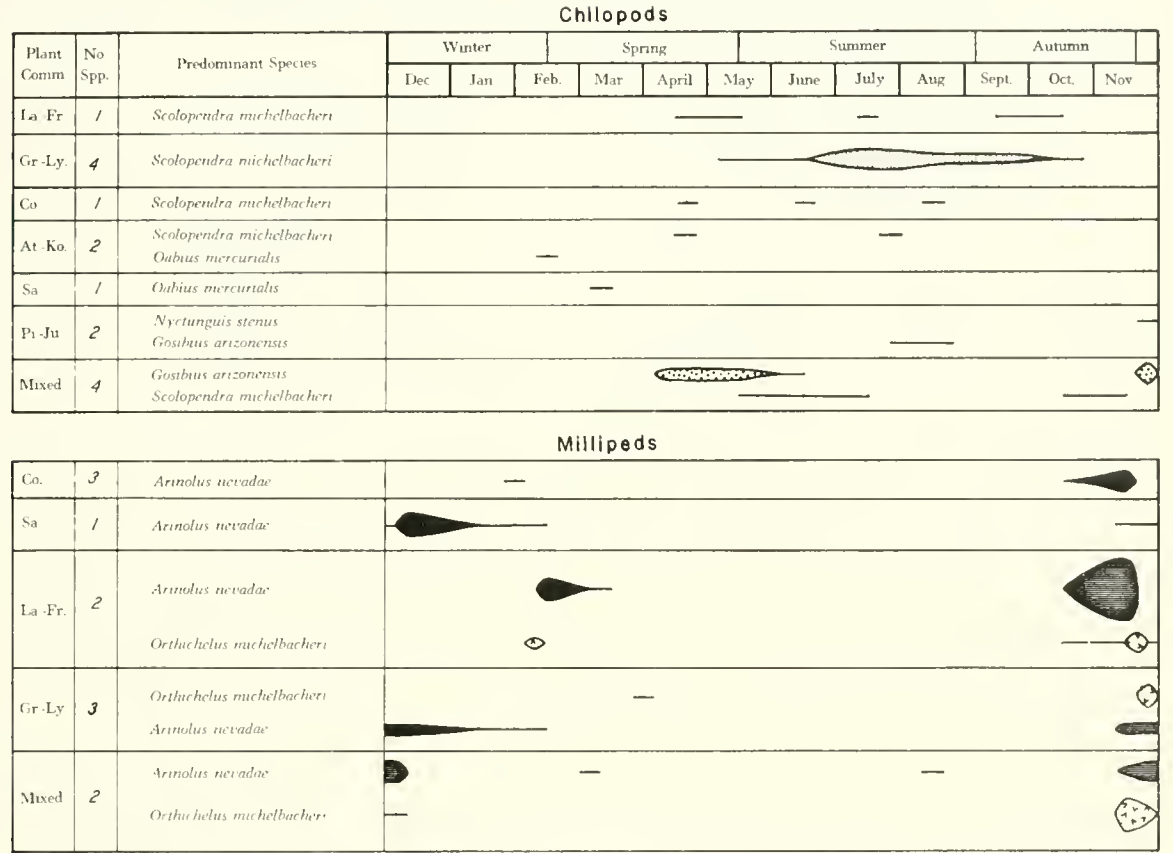 Chilopods
Plant Comm No Spp. Predominant Species Winter Spring Summer Autumn
Dec Jan Feb. Mar April May June July Aug Sept. Oct. Nov
La-Fr 1 Scolopendra michelbacheri
Gr-Ly. 4 Scolopendra michelbacheri
Co 1 Scolopendra michelbacheri
At-Ko. 2 Scolopendra michelbacheri
Oabius mercurialis
Sa 1 Oabius mercurialis
Pi-Ju 2 Nyctunguis stenus
Gosibius arizonensis
Mixed 4 Gosibius arizonensis
Scolopendra michelbacheri
Millipeds
Co. 3 Arinolus nevadae
Sa 1 Arinolus nevadae
La-Fr. 2 Arinolus nevadae
Orthichelus michelbacheri
Gr-Ly 3 Orthichelus michelbacheri
Arinolus nevadae
Mixed 2 Arinolus nevadae
Orthichelus michelbacheri